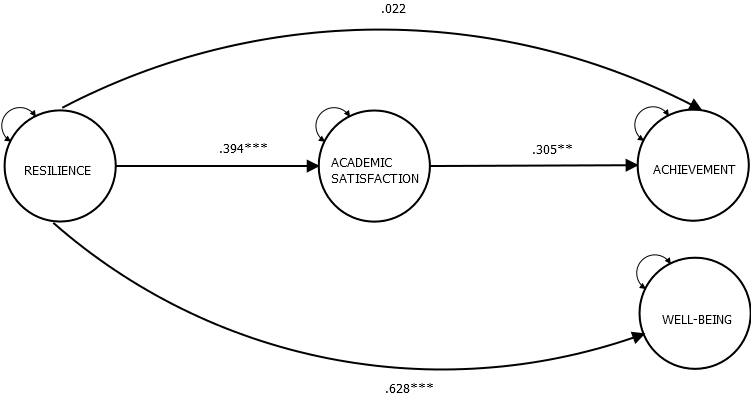 .022
.394***
.305**
RESILIENCE
ACADEMIC
SATISFACTION
ACHIEVEMENT
WELL-BEING
.628***